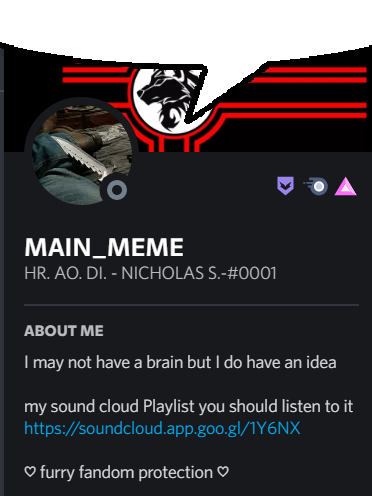 MAIN_MEME
HR. AO. DI. - NICHOLAS S.-#0001
ABOUT ME
I may not have a brain but I do have an idea
my sound cloud Playlist you should listen to it
https://soundcloud.app.goo.gl/1Y6NX
♡ furry fandom protection ♡